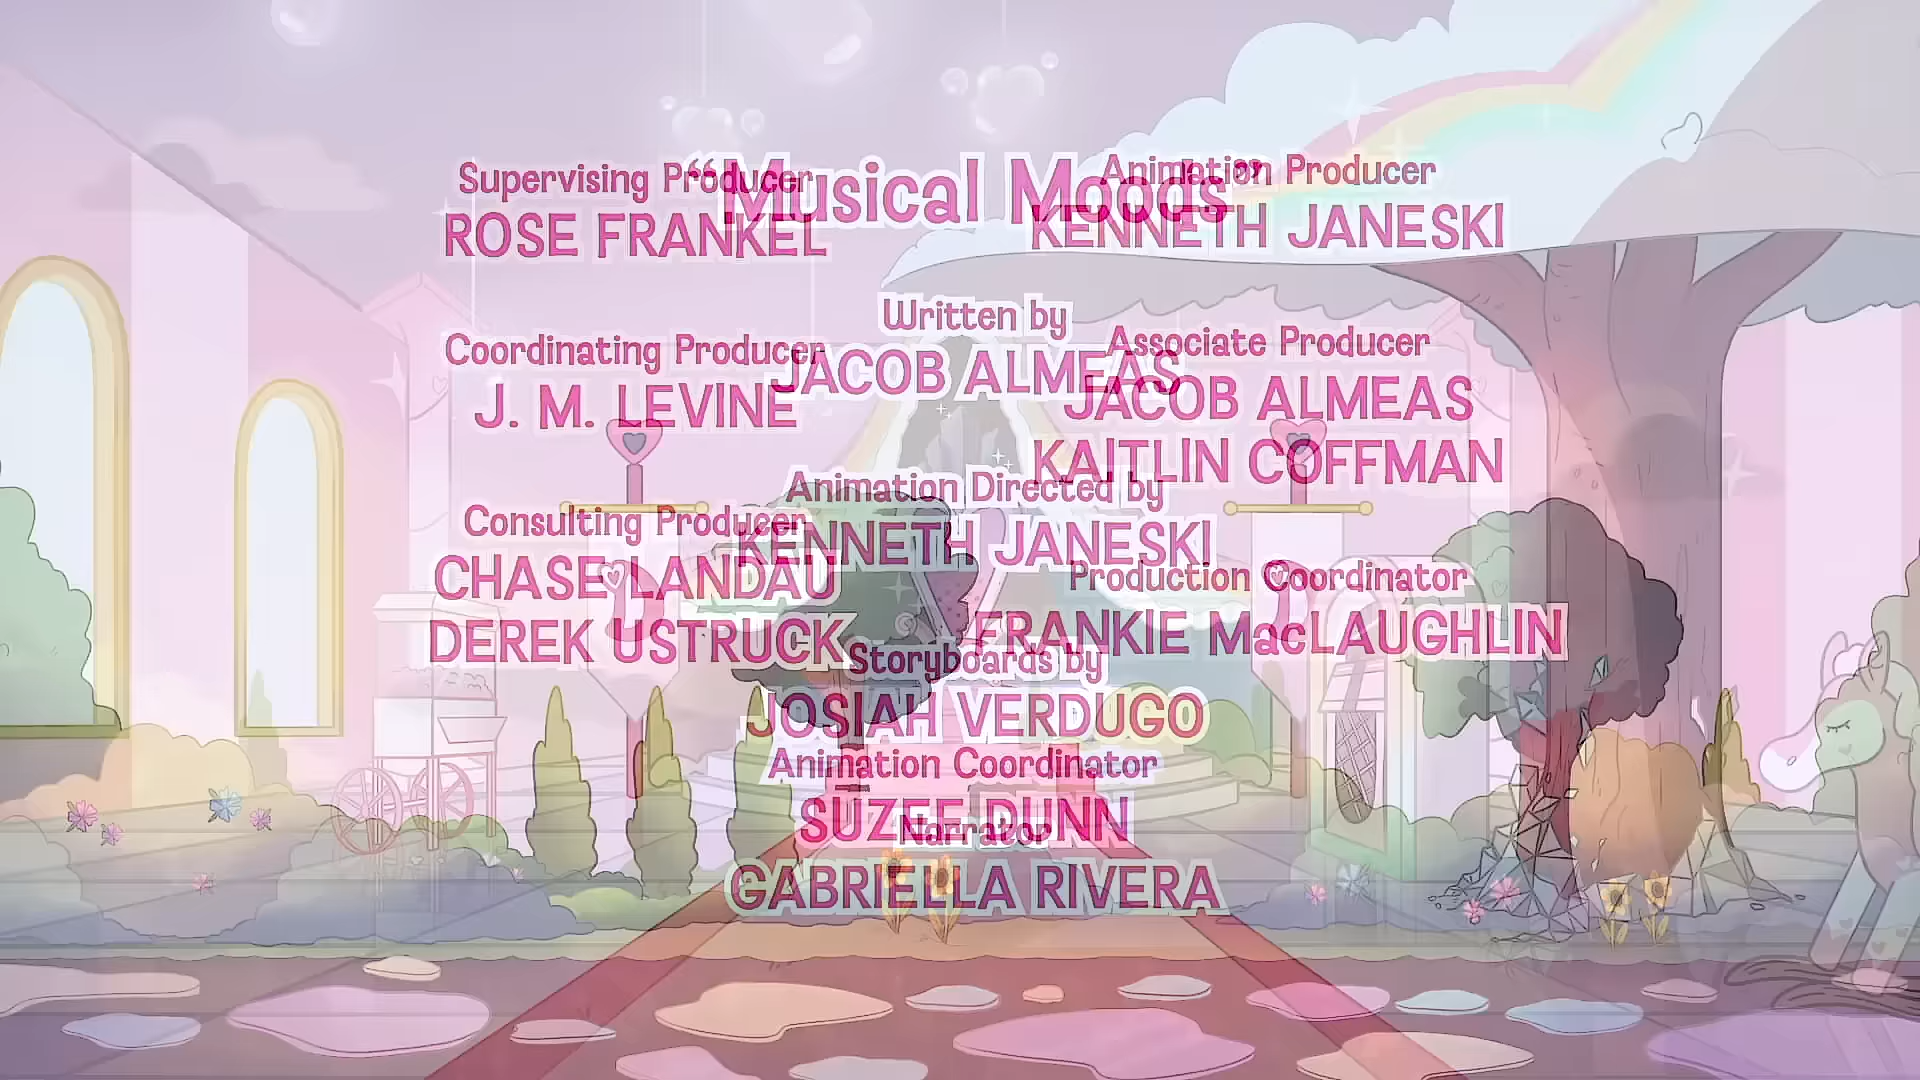 “Musical Moods”
Written by
JACOB ALMEAS
Animation Directed by
KENNETH JANESKI
Storyboards by
JOSIAH VERDUGO
Narrator
GABRIELLA RIVERA
Supervising Producer
ROSE FRANKEL
Coordinating Producer
J. M. LEVINE
Consulting Producer
CHASE LANDAU
DEREK USTRUCK
Animation Producer
KENNETH JANESKI
Associate Producer
JACOB ALMEAS
KAITLIN COFFMAN
Production Coordinator
FRANKIE MacLAUGHLIN
Animation Coordinator
SUZEE DUNN